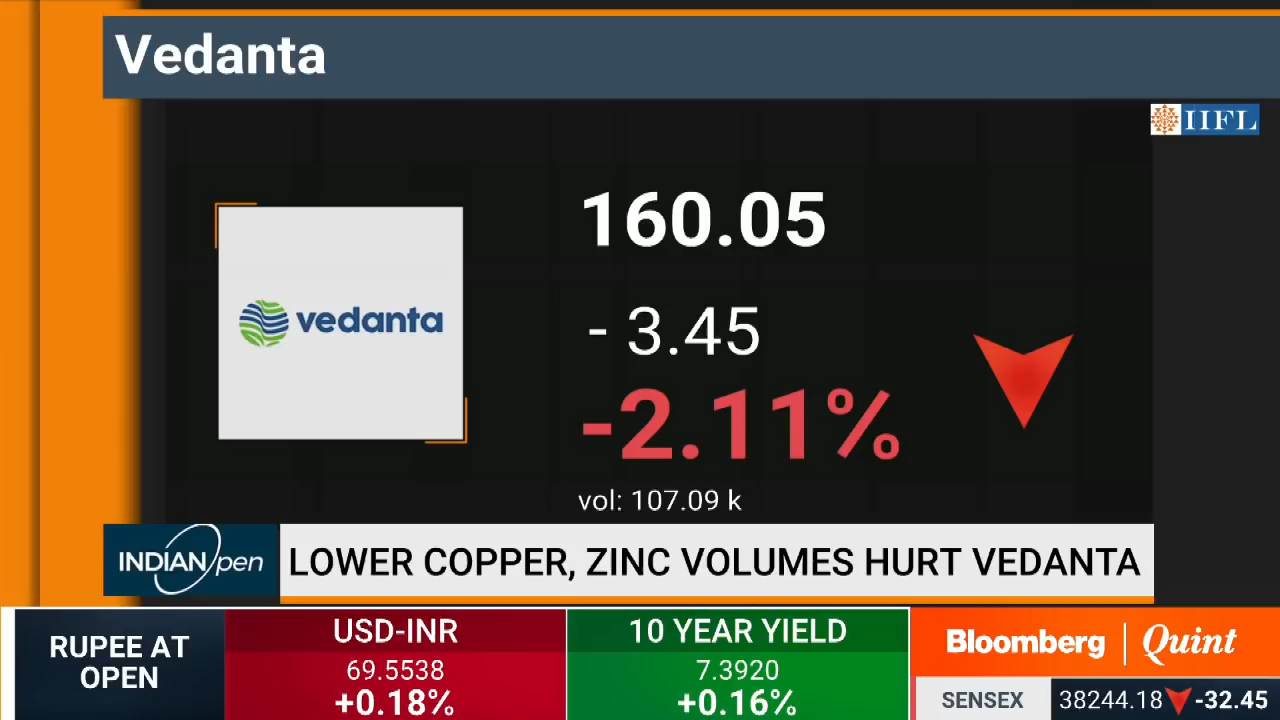 Vedanta
IIFL
160.05
- 3.45
-2.11%
vol: 107.09 k
vedanta
INDIAN Open
LOWER COPPER, ZINC VOLUMES HURT VEDANTA
RUPEE AT
OPEN
USD-INR
69.5538
+0.18%
10 YEAR YIELD
7.3920
+0.16%
Bloomberg | Quint
SENSEX 38244.18 -32.45